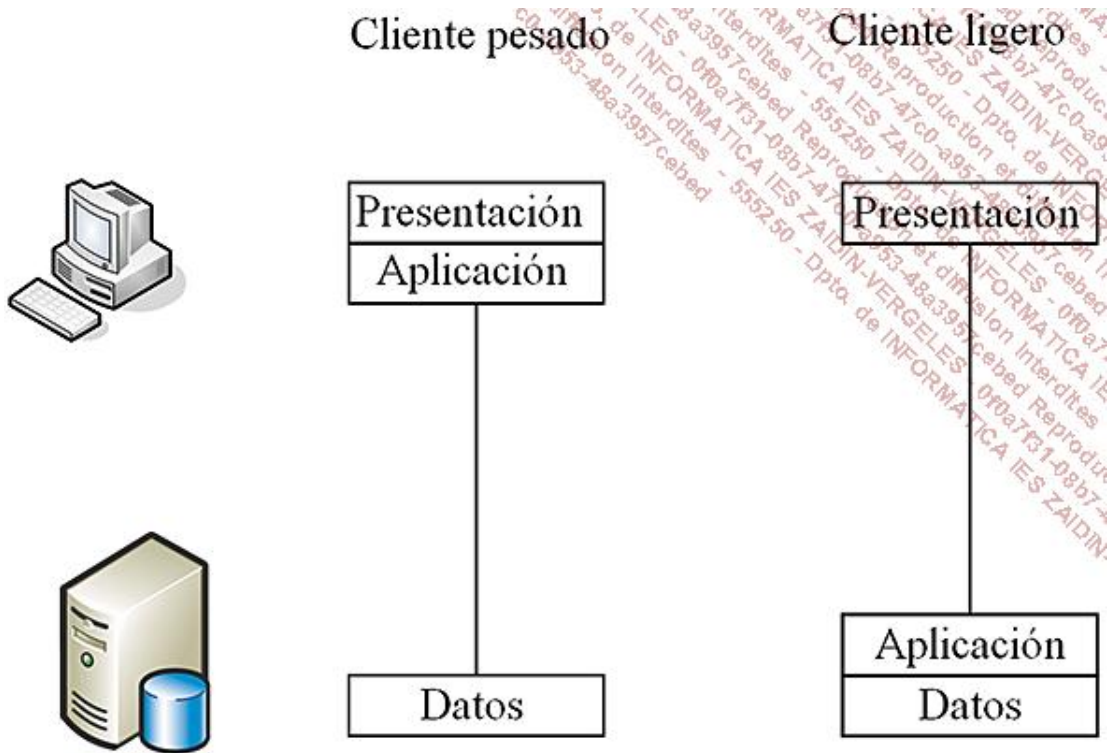 Cliente pesado
Cliente ligero
Presentación
Aplicación
Presentación
Datos
Aplicación
Datos